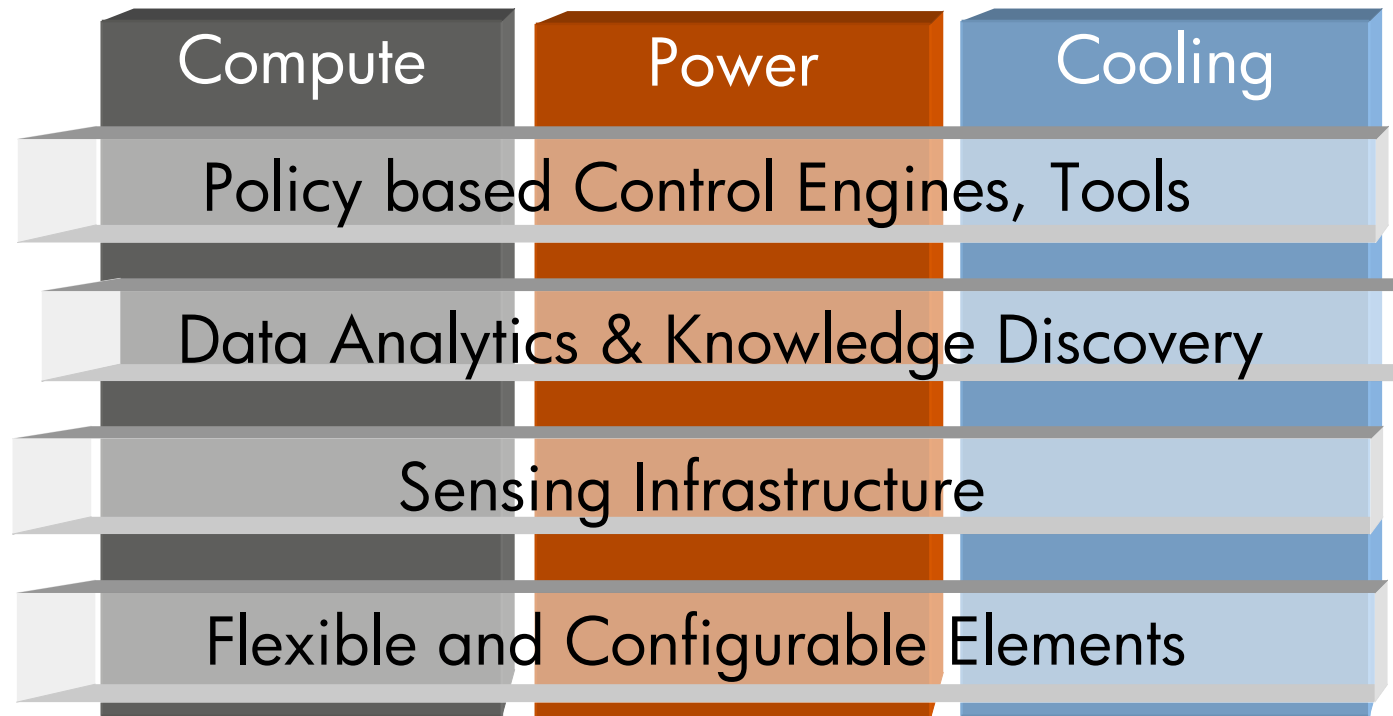 Compute
Power
Cooling
Policy based Control Engines, Tools
Data Analytics & Knowledge Discovery
Sensing Infrastructure
Flexible and Configurable Elements